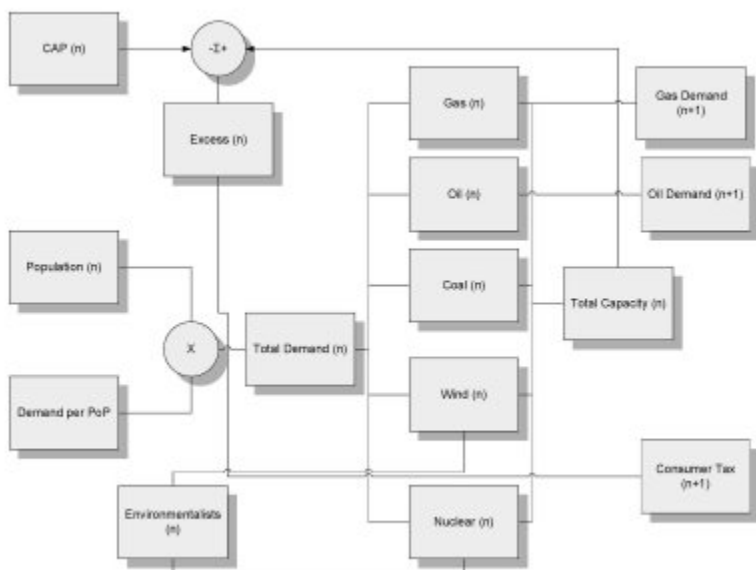 CAP (n)
-Σ+
Gas (n)
Gas Demand
(n+1)
Excess (n)
Oil (n)
Oil Demand (n+1)
Population (n)
Coal (n)
Total Capacity (n)
X
Total Demand (n)
Wind (n)
Demand per PoP
Consumer Tax
(n+1)
Environmentalists
(n)
Nuclear (n)